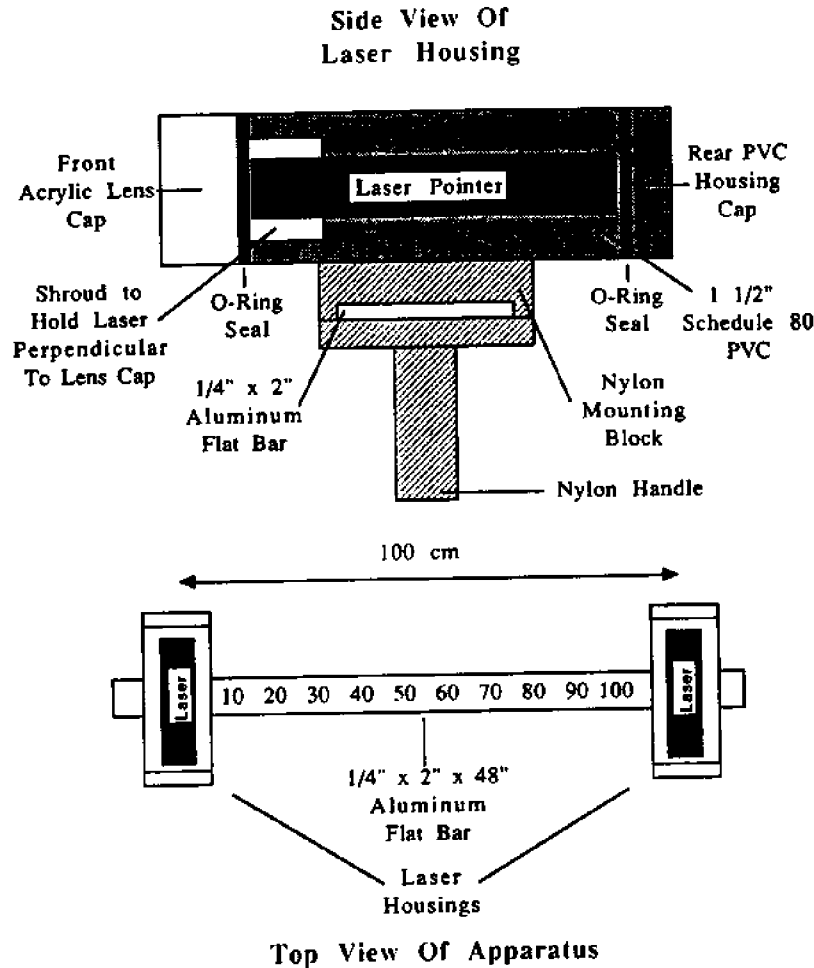 Side View Of
Laser Housing
Front
Acrylic Lens
Cap
Laser Pointer
Rear PVC
Housing
Cap
Shroud to
Hold Laser
Perpendicular
To Lens Cap
O-Ring
Seal
1/4" x 2"
Aluminum
Flat Bar
O-Ring
Seal
1 1/2"
Schedule 80
PVC
Nylon
Mounting
Block
Nylon Handle
100 cm
Laser
10 20 30 40 50 60 70 80 90 100
Laser
1/4" x 2" x 48"
Aluminum
Flat Bar
Laser
Housings
Top View Of Apparatus